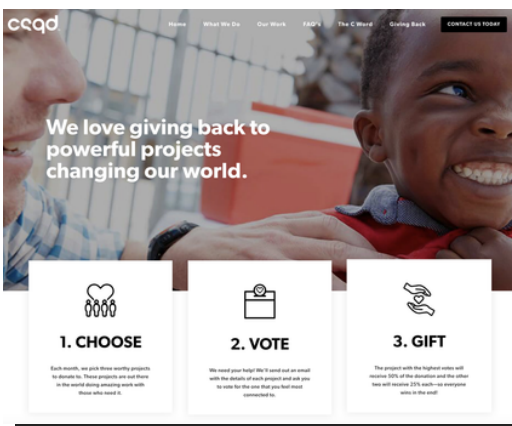 ccqd
Home What We Do Our Work FAQ's The C Word Giving Back CONTACT US TODAY
We love giving back to
powerful projects
changing our world.
1. CHOOSE
Each month, we pick three worthy projects
to donate to. These projects are out there
in the world doing amazing work with
those who need it.
2. VOTE
We need your help! We'll send out an email
with the details of each project and ask you
to vote for the one that you feel most
connected to.
3. GIFT
The project with the highest votes will
receive 50% of the donation and the other
two will receive 25% each—so everyone
wins in the end!